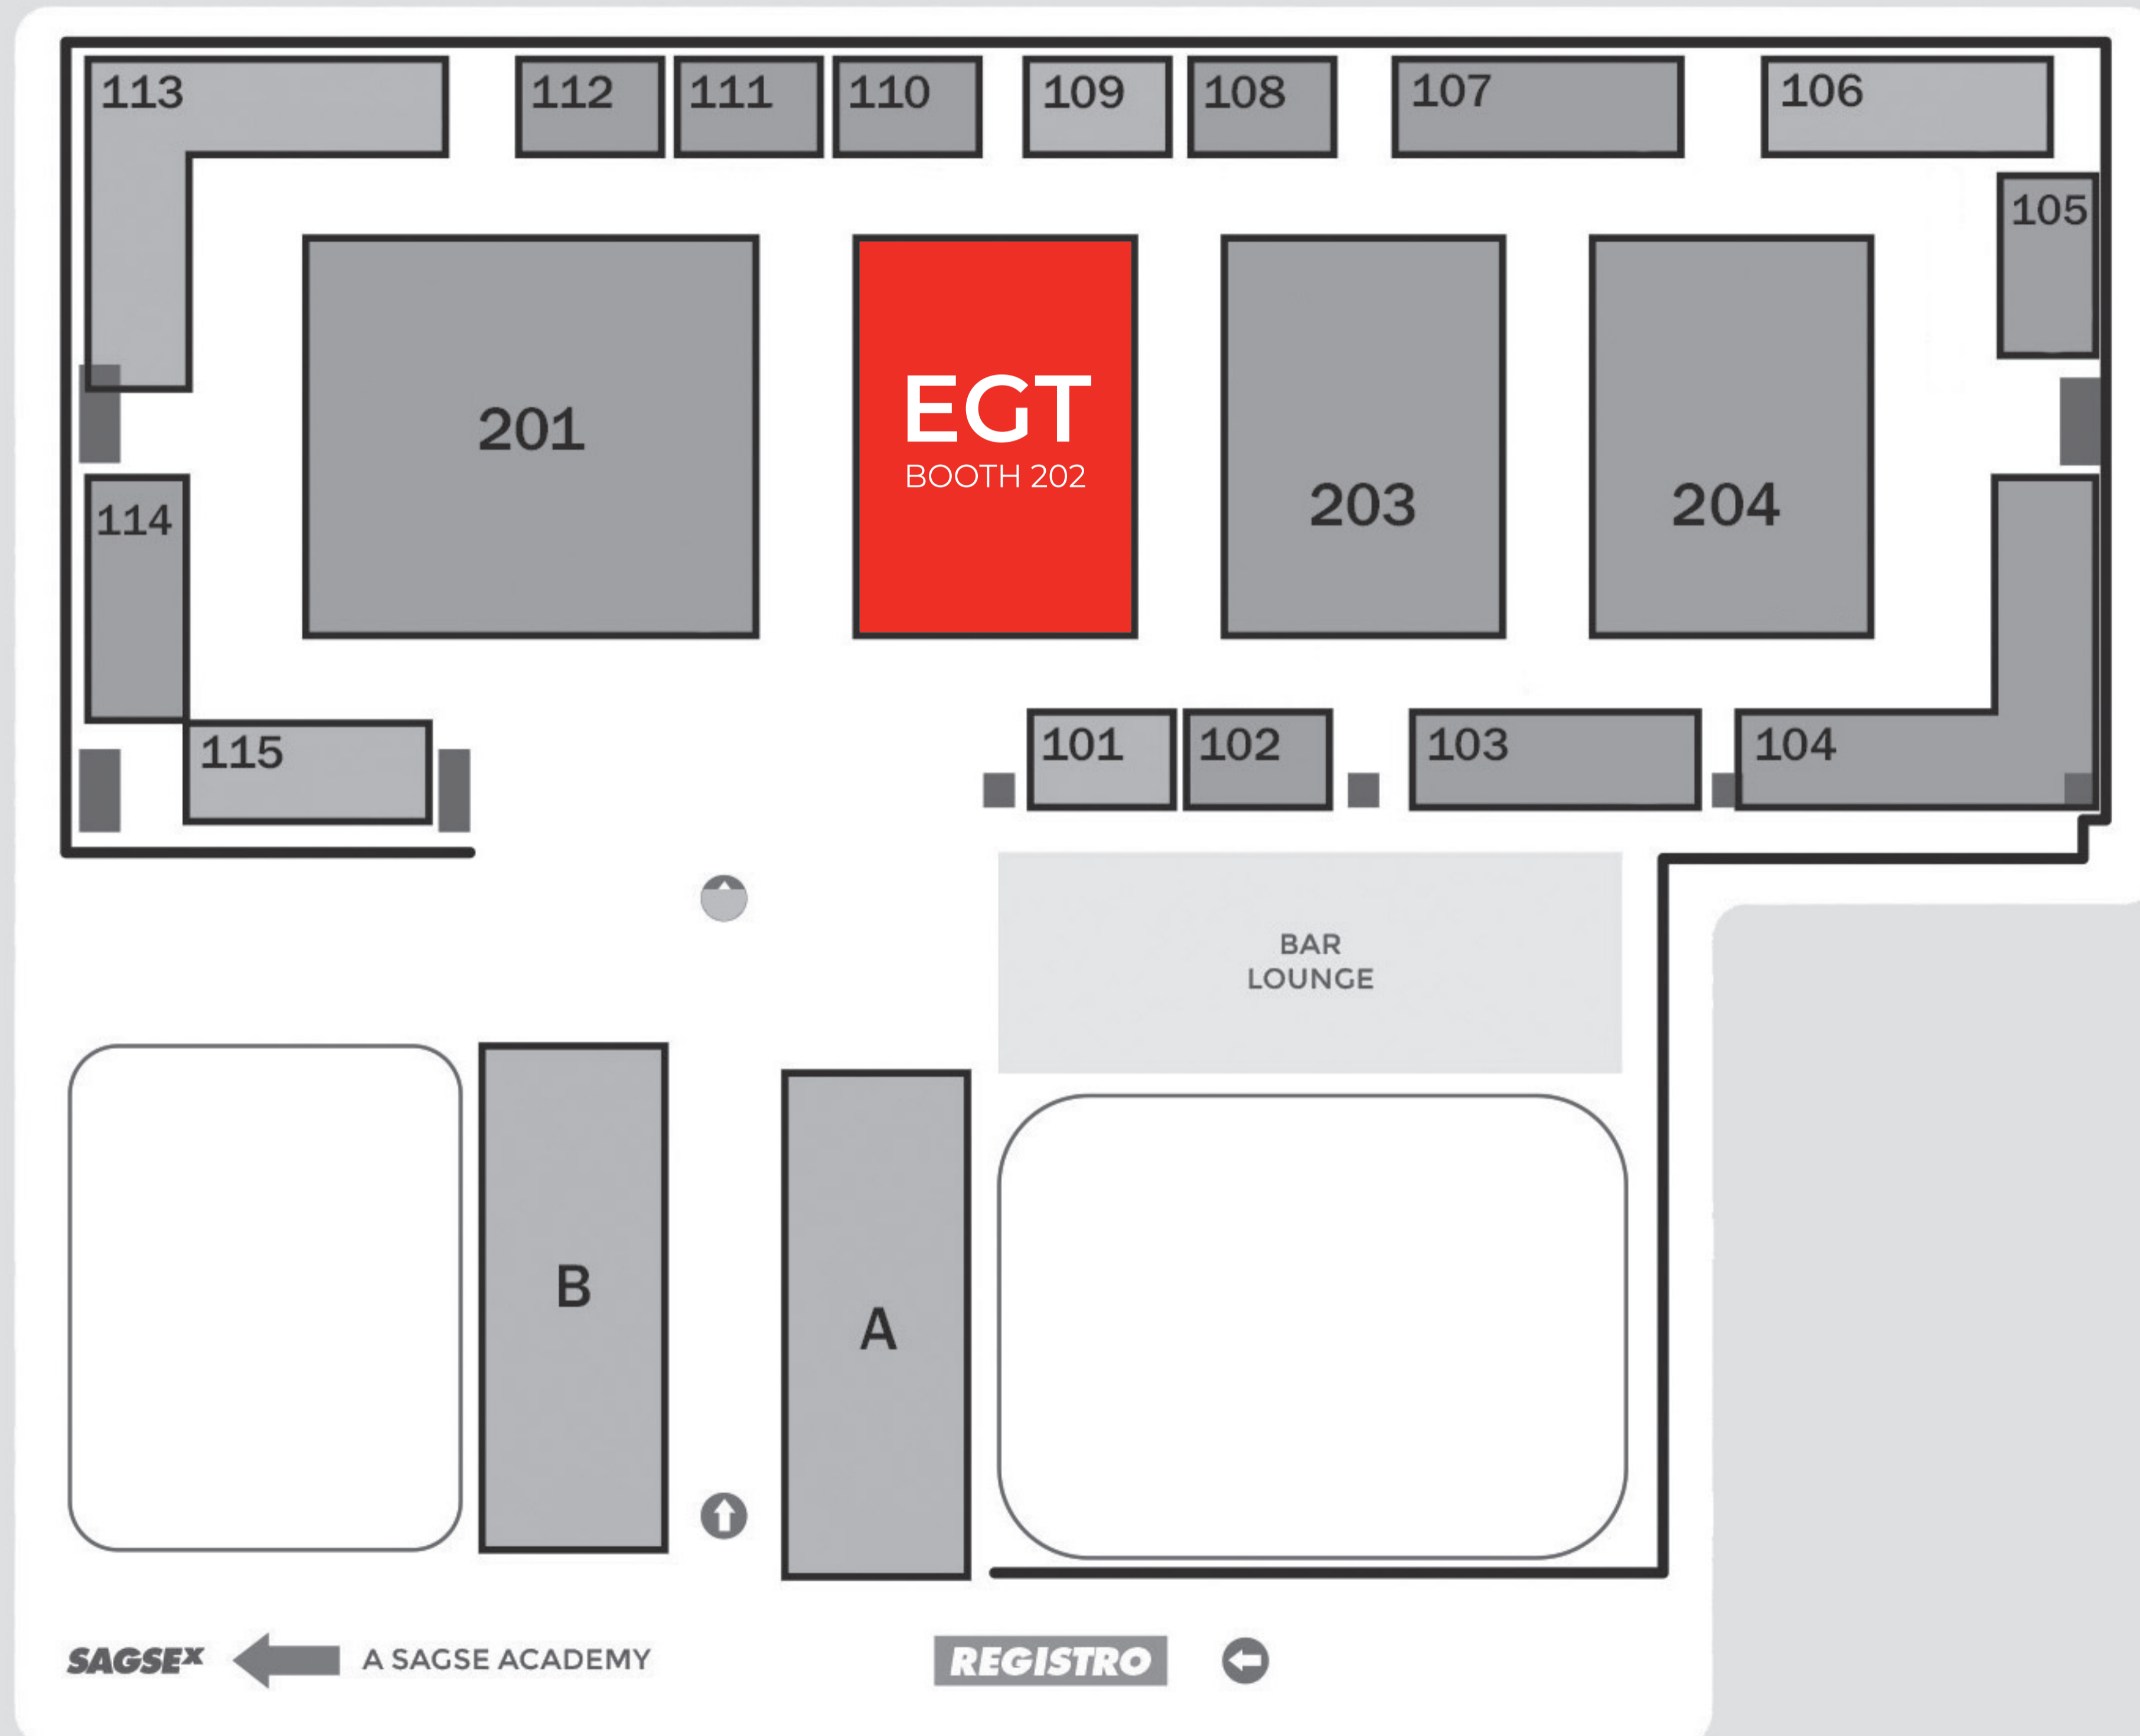 113
112
111
110
109
108
107
106
105
201
EGT
BOOTH 202
203
204
114
115
101
102
103
104
BAR
LOUNGE
B
A
SAGSEX
A SAGSE ACADEMY
REGISTRO